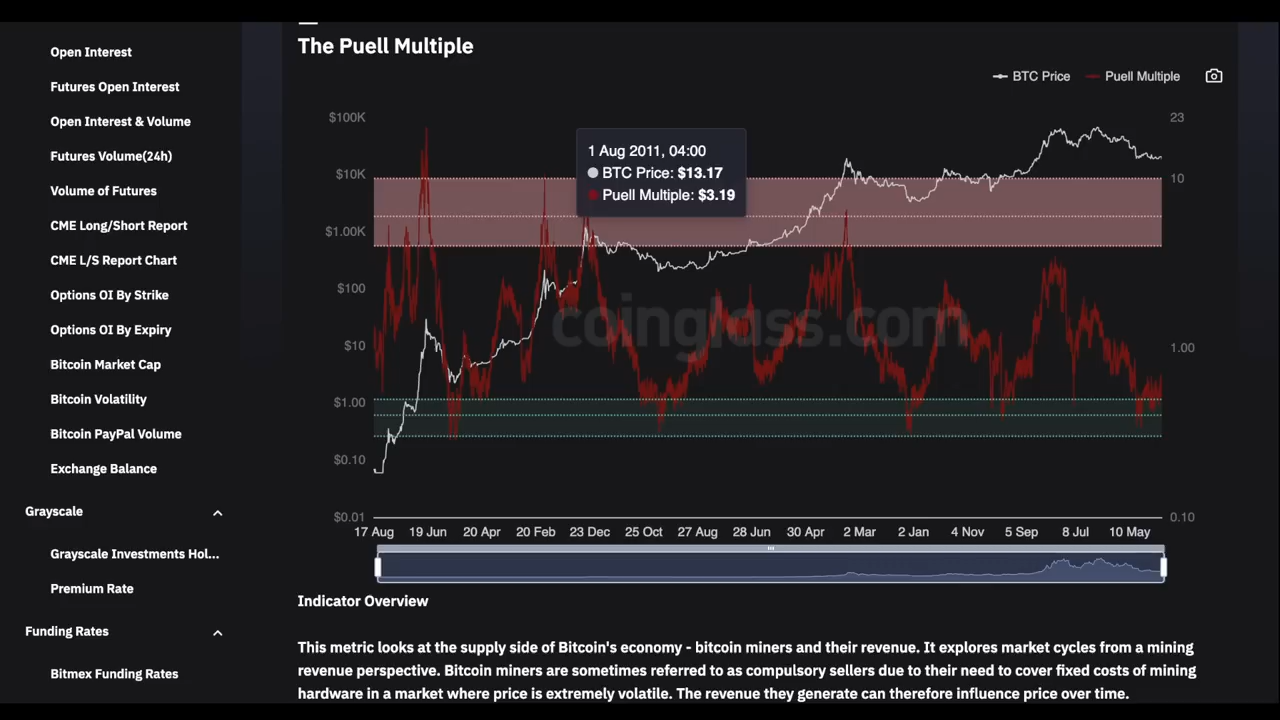 Open Interest
Futures Open Interest
Open Interest & Volume
Futures Volume(24h)
Volume of Futures
CME Long/Short Report
CME L/S Report Chart
Options OI By Strike
Options OI By Expiry
Bitcoin Market Cap
Bitcoin Volatility
Bitcoin PayPal Volume
Exchange Balance
Grayscale
Grayscale Investments Hol...
Premium Rate
Funding Rates
Bitmex Funding Rates
The Puell Multiple
BTC Price Puell Multiple
$100K
$10K
$1.00K
$100
$10
$1.00
$0.10
$0.01
23
10
1.00
0.10
1 Aug 2011, 04:00
BTC Price: $13.17
Puell Multiple: $3.19
coinglass.com
17 Aug 19 Jun 20 Apr 20 Feb 23 Dec 25 Oct 27 Aug 28 Jun 30 Apr 2 Mar 2 Jan 4 Nov 5 Sep 8 Jul 10 May
Indicator Overview
This metric looks at the supply side of Bitcoin's economy - bitcoin miners and their revenue. It explores market cycles from a mining
revenue perspective. Bitcoin miners are sometimes referred to as compulsory sellers due to their need to cover fixed costs of mining
hardware in a market where price is extremely volatile. The revenue they generate can therefore influence price over time.